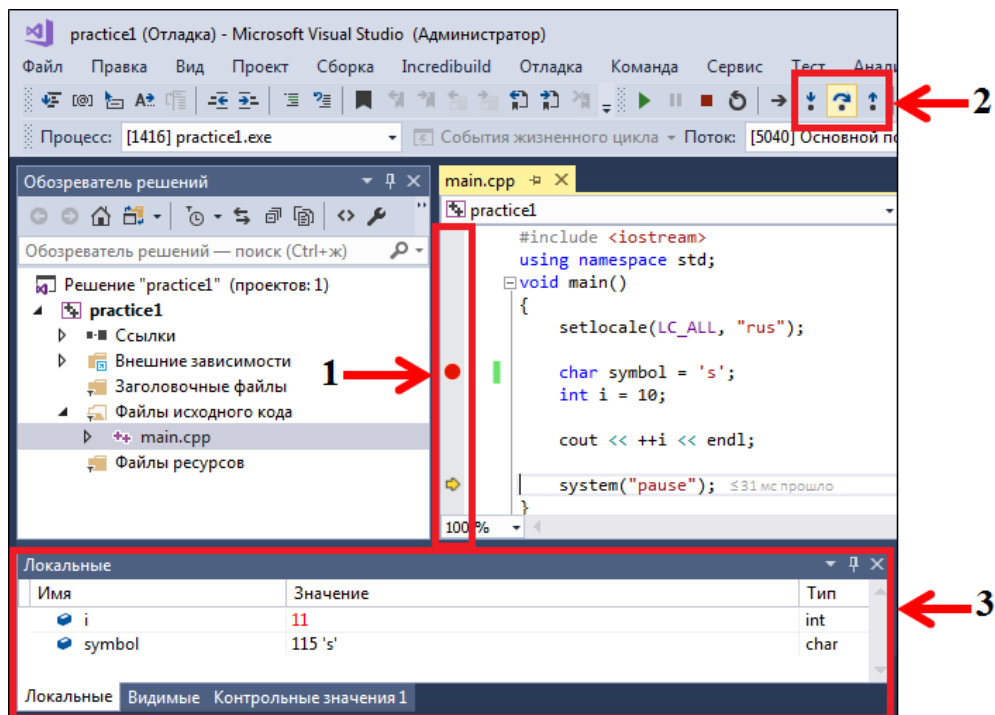 practice1 (Отладка) - Microsoft Visual Studio (Администратор)
Файл Правка Вид Проект Сборка Incredibuild Отладка Команда Сервис Тест Анали
2
Процесс: [1416] practice1.exe События жизненного цикла Поток: [5040] Основной по
Обозреватель решений
main.cpp
practice1
Обозреватель решений — поиск (Ctrl+ж)
Решение "practice1" (проектов: 1)
practice1
Ссылки
Внешние зависимости
Заголовочные файлы
Файлы исходного кода
main.cpp
Файлы ресурсов
1
#include <iostream>
using namespace std;
void main()
{
setlocale(LC_ALL, "rus");
char symbol = 's';
int i = 10;
cout << ++i << endl;
system("pause"); ≤31 мс прошло
}
100 %
Локальные
Имя Значение Тип
i 11 int
symbol 115 's' char
3
Локальные Видимые Контрольные значения 1